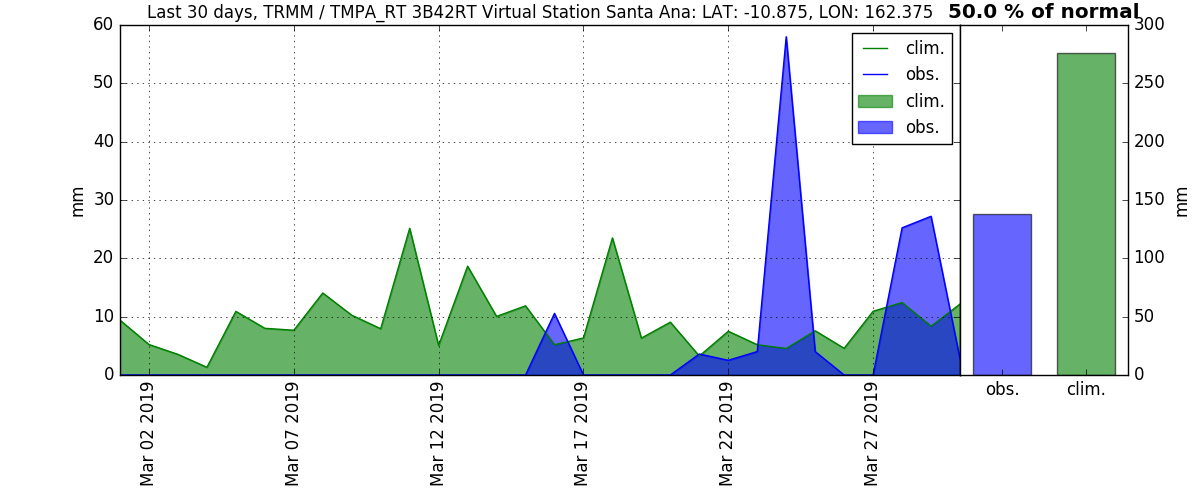 Last 30 days, TRMM / TMPA_RT 3B42RT Virtual Station Santa Ana: LAT: -10.875, LON: 162.375
50.0 % of normal
60
50
40
30
20
10
0
mm
Mar 02 2019
Mar 07 2019
Mar 12 2019
Mar 17 2019
Mar 22 2019
Mar 27 2019
clim.
obs.
clim.
obs.
300
250
200
150
100
50
0
mm
obs.
clim.